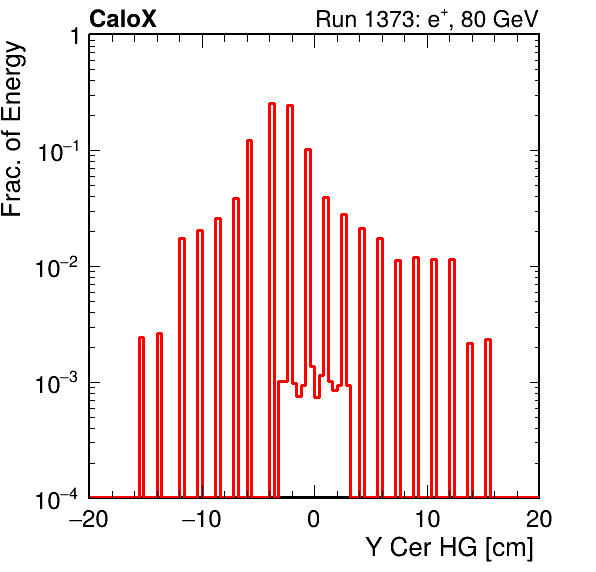 CaloX
Run 1373: e⁺, 80 GeV
Frac. of Energy
1
10⁻¹
10⁻²
10⁻³
10⁻⁴
−20
−10
0
10
20
Y Cer HG [cm]